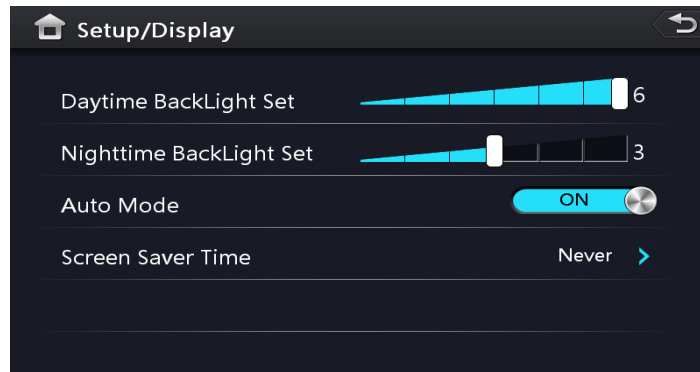 Setup/Display
Daytime BackLight Set 6
Nighttime BackLight Set 3
Auto Mode ON
Screen Saver Time Never